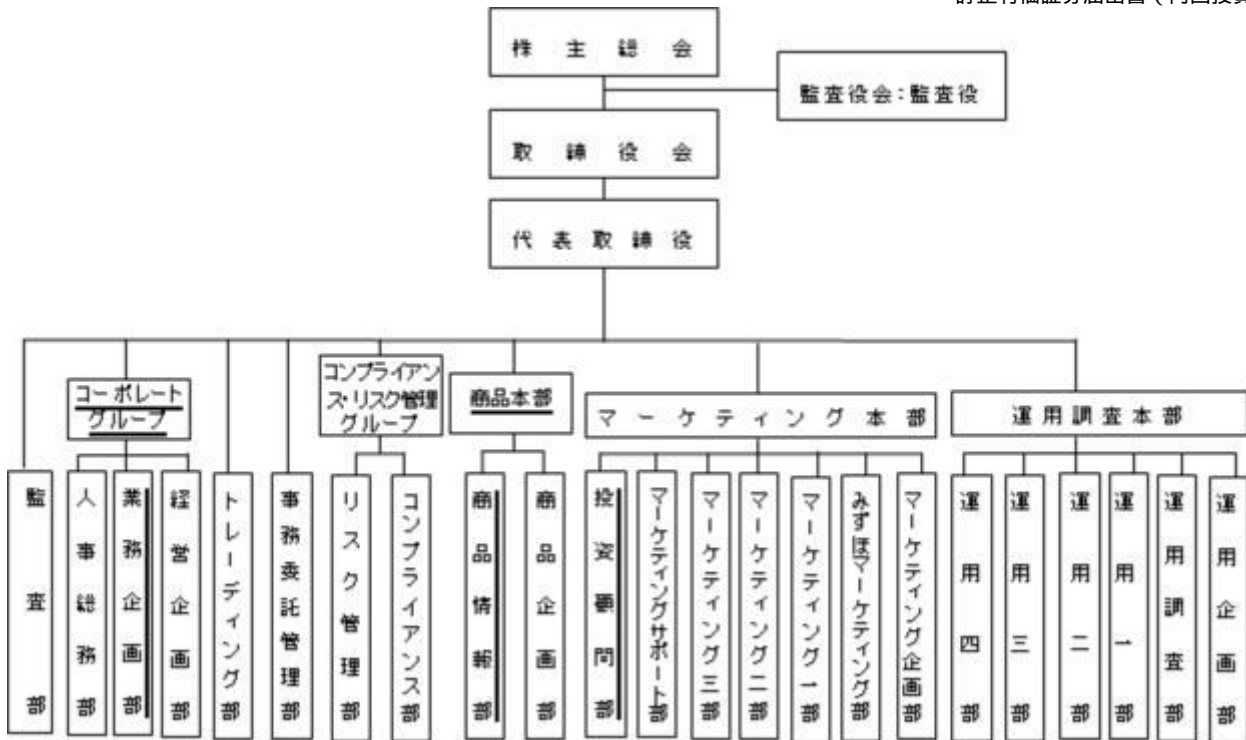 株主総会
監査役会：監査役
取締役会
代表取締役
コーポレート
グループ
コンプライアン
ス・リスク管理
グループ
商品本部
マーケティング本部
運用調査本部
監査部
人事総務部
業務企画部
経営企画部
トレーディング部
事務委託管理部
リスク管理部
コンプライアンス部
商品情報部
商品企画部
投資顧問部
マーケティングサポート部
マーケティング三部
マーケティング二部
マーケティング一部
みずほマーケティング部
マーケティング企画部
運用四部
運用三部
運用二部
運用一部
運用調査部
運用企画部